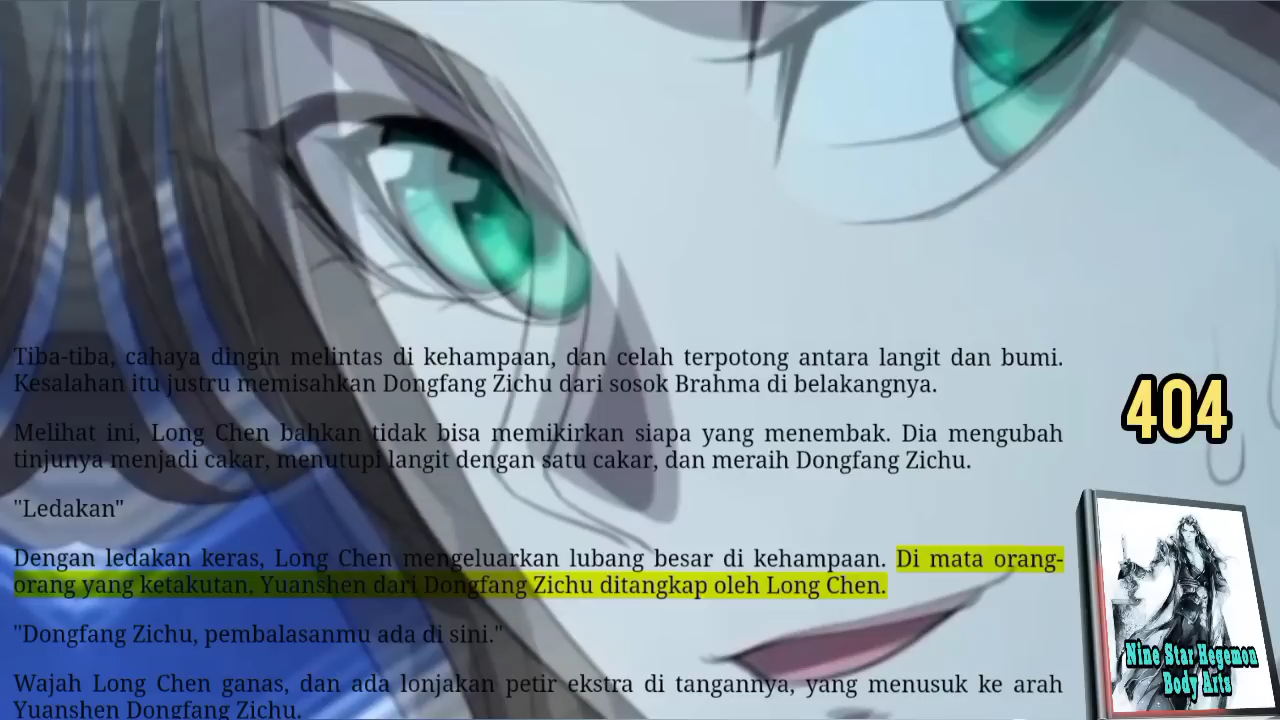 Tiba-tiba, cahaya dingin melintas di kehampaan, dan celah terpotong antara langit dan bumi.
Kesalahan itu justru memisahkan Dongfang Zichu dari sosok Brahma di belakangnya.
Melihat ini, Long Chen bahkan tidak bisa memikirkan siapa yang menembak. Dia mengubah
tinjunya menjadi cakar, menutupi langit dengan satu cakar, dan meraih Dongfang Zichu.
"Ledakan"
Dengan ledakan keras, Long Chen mengeluarkan lubang besar di kehampaan. Di mata orang-
orang yang ketakutan, Yuanshen dari Dongfang Zichu ditangkap oleh Long Chen.
"Dongfang Zichu, pembalasanmu ada di sini."
Wajah Long Chen ganas, dan ada lonjakan petir ekstra di tangannya, yang menusuk ke arah
Yuanshen Dongfang Zichu.
404
Nine Star Hegemon
Body Arts